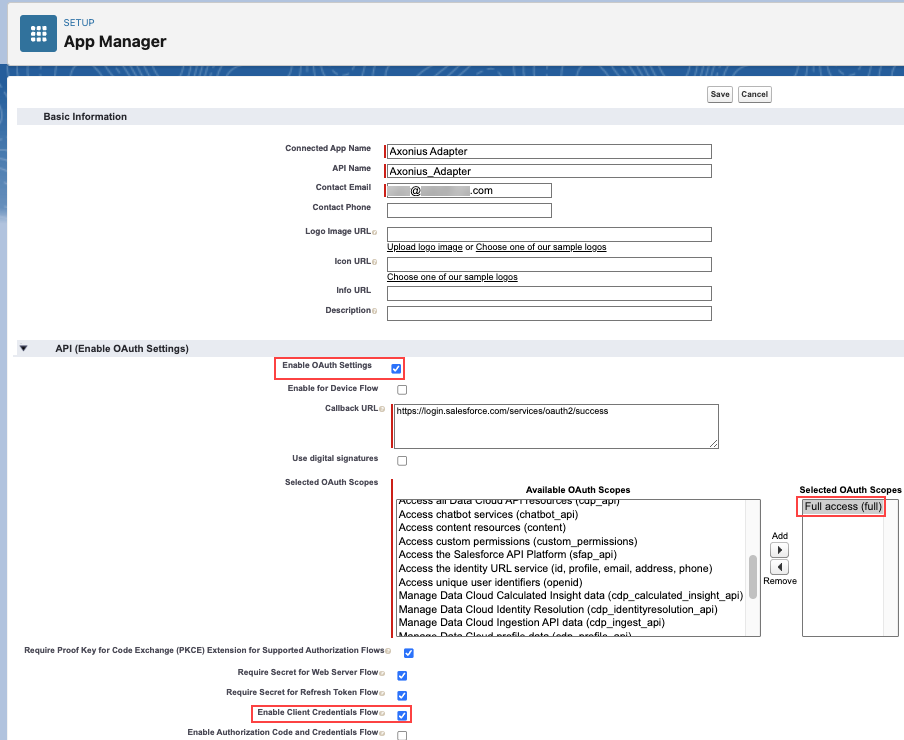 SETUP
App Manager
Save Cancel
Basic Information
Connected App Name Axonius Adapter
API Name Axonius_Adapter
Contact Email @ .com
Contact Phone
Logo Image URL
Upload logo image or Choose one of our sample logos
Icon URL
Choose one of our sample logos
Info URL
Description
API (Enable OAuth Settings)
Enable OAuth Settings
Enable for Device Flow
Callback URL https://login.salesforce.com/services/oauth2/success
Use digital signatures
Selected OAuth Scopes
Available OAuth Scopes
Access all Data Cloud API resources (cdp_api)
Access chatbot services (chatbot_api)
Access content resources (content)
Access custom permissions (custom_permissions)
Access the Salesforce API Platform (sfap_api)
Access the identity URL service (id, profile, email, address, phone)
Access unique user identifiers (openid)
Manage Data Cloud Calculated Insight data (cdp_calculated_insight_api)
Manage Data Cloud Identity Resolution (cdp_identityresolution_api)
Manage Data Cloud Ingestion API data (cdp_ingest_api)
Manage Data Cloud profile data (cdp_profile_api)
Add
Remove
Selected OAuth Scopes
Full access (full)
Require Proof Key for Code Exchange (PKCE) Extension for Supported Authorization Flows
Require Secret for Web Server Flow
Require Secret for Refresh Token Flow
Enable Client Credentials Flow
Enable Authorization Code and Credentials Flow